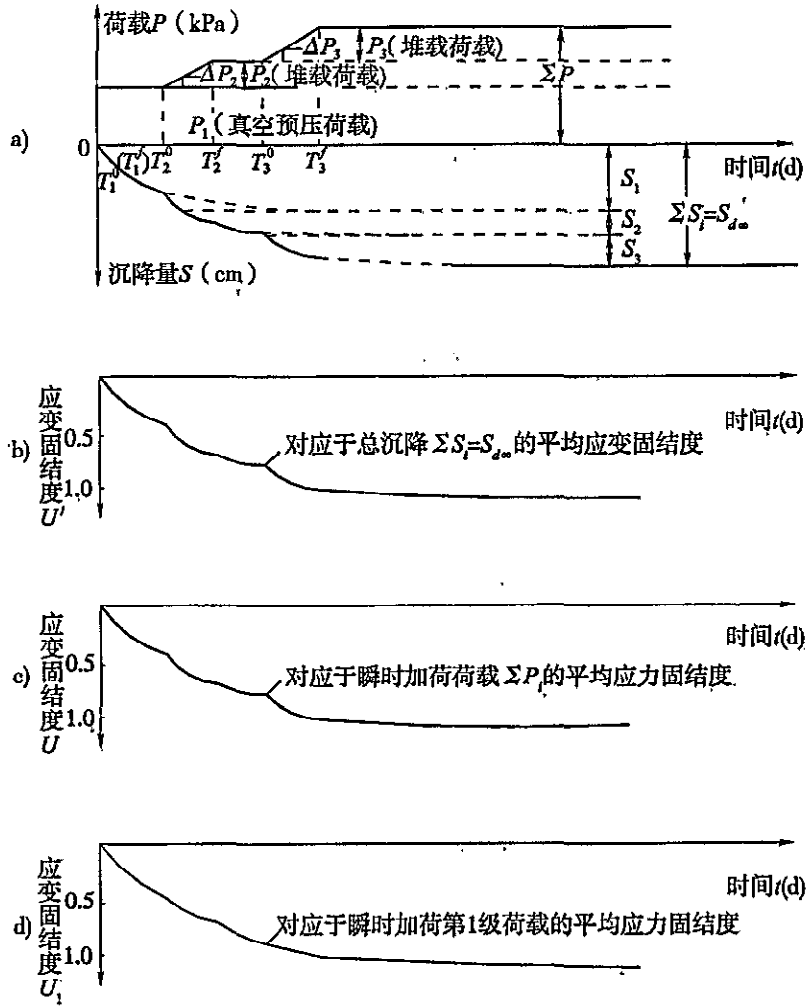 荷载P（kPa）
ΔP₃ P₃(堆载荷载)
ΔP₂ P₂(堆载荷载) ΣP
a)
P₁(真空预压荷载)
0 T₁⁰(T₁ᶠ) T₂⁰ T₂ᶠ T₃⁰ T₃ᶠ 时间t(d)
S₁
S₂ ΣSᵢ=S'd∞
S₃
沉降量S（cm）
b)
应变固结度U'
0.5
1.0
时间t(d)
对应于总沉降ΣSᵢ=Sd∞的平均应变固结度
c)
应变固结度U
0.5
1.0
时间t(d)
对应于瞬时加荷荷载ΣPᵢ的平均应力固结度
d)
应变固结度U₁
0.5
1.0
时间t(d)
对应于瞬时加荷第1级荷载的平均应力固结度